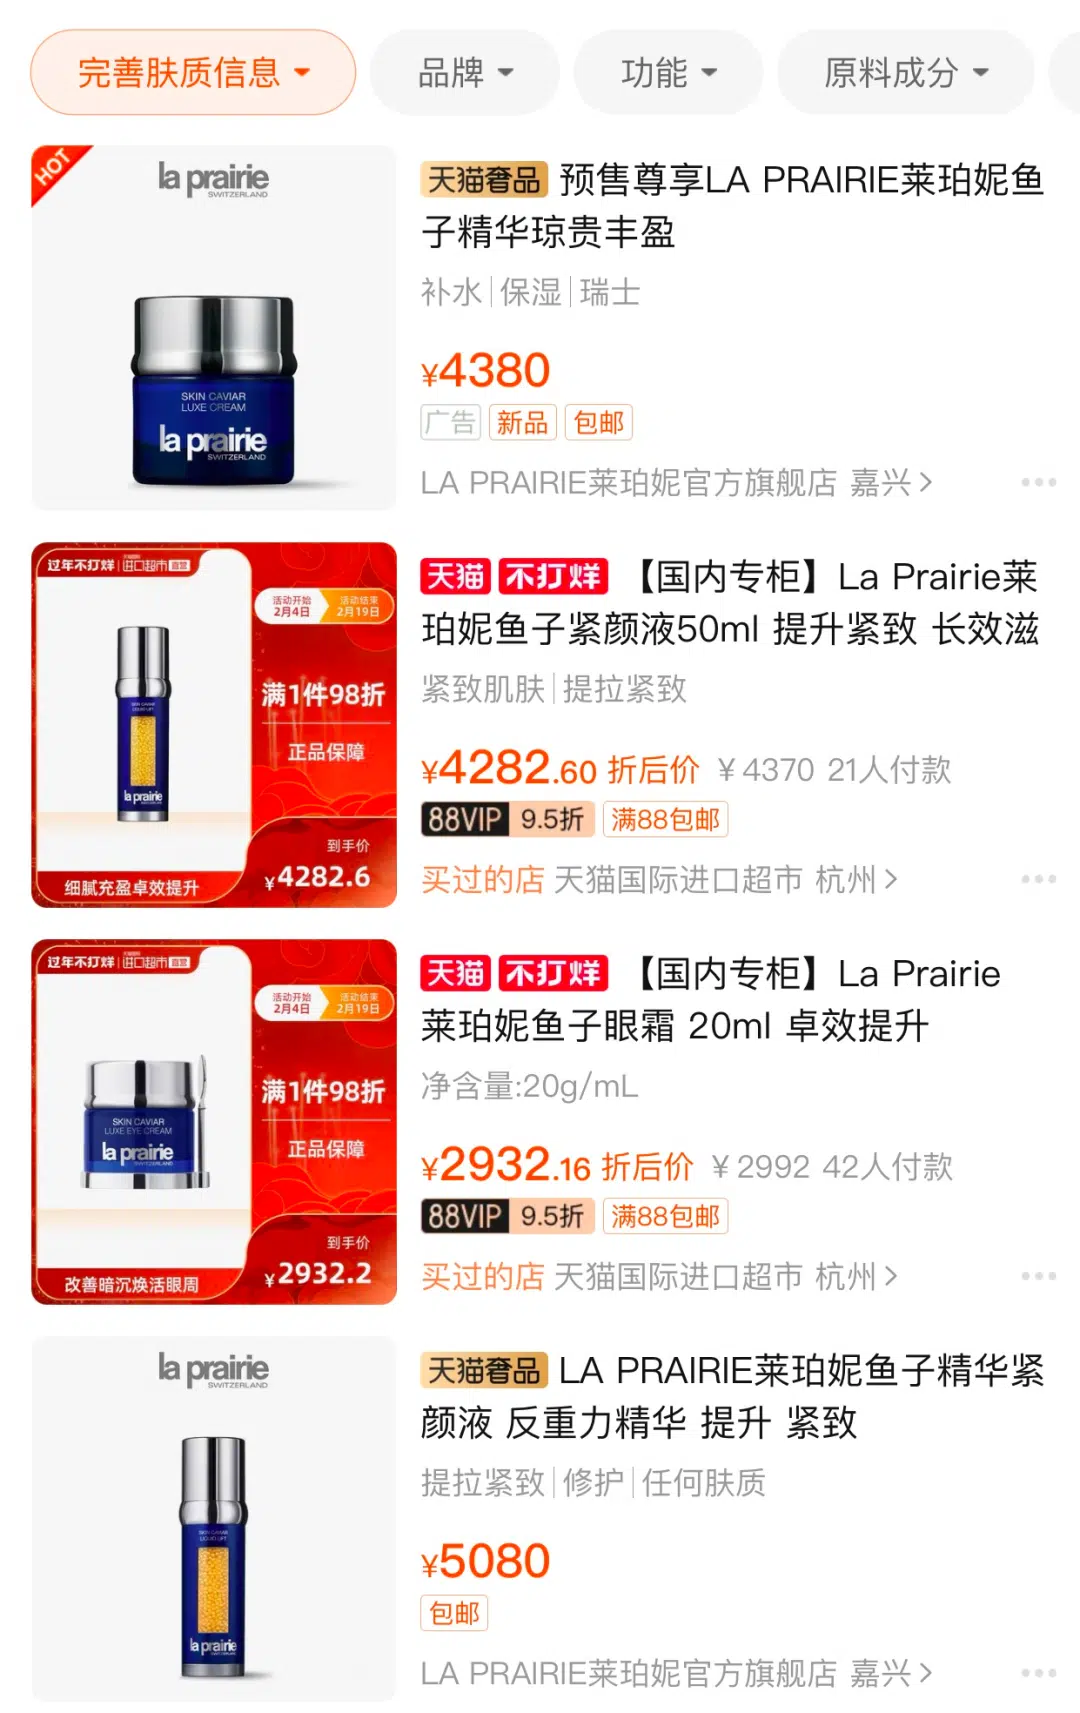 完善肤质信息
品牌
功能
原料成分
HOT
la prairie
SWITZERLAND
SKIN CAVIAR
LUXE CREAM
la prairie
SWITZERLAND
天猫奢品 预售尊享LA PRAIRIE莱珀妮鱼
子精华琼贵丰盈
补水|保湿|瑞士
¥4380
广告 新品 包邮
LA PRAIRIE莱珀妮官方旗舰店 嘉兴
过年不打烊 进口超市 直营
活动开始 活动结束
2月4日 2月19日
满1件98折
正品保障
SKIN CAVIAR
LIQUID LIFT
la prairie
到手价
¥4282.6
细腻充盈卓效提升
天猫 不打烊 【国内专柜】La Prairie莱
珀妮鱼子紧颜液50ml 提升紧致 长效滋
紧致肌肤|提拉紧致
¥4282.60 折后价 ¥4370 21人付款
88VIP 9.5折 满88包邮
买过的店 天猫国际进口超市 杭州
过年不打烊 进口超市 直营
活动开始 活动结束
2月4日 2月19日
满1件98折
正品保障
SKIN CAVIAR
LUXE EYE CREAM
la prairie
SWITZERLAND
到手价
¥2932.2
改善暗沉焕活眼周
天猫 不打烊 【国内专柜】La Prairie
莱珀妮鱼子眼霜 20ml 卓效提升
净含量:20g/mL
¥2932.16 折后价 ¥2992 42人付款
88VIP 9.5折 满88包邮
买过的店 天猫国际进口超市 杭州
la prairie
SWITZERLAND
SKIN CAVIAR
LIQUID LIFT
la prairie
天猫奢品 LA PRAIRIE莱珀妮鱼子精华紧
颜液 反重力精华 提升 紧致
提拉紧致|修护|任何肤质
¥5080
包邮
LA PRAIRIE莱珀妮官方旗舰店 嘉兴